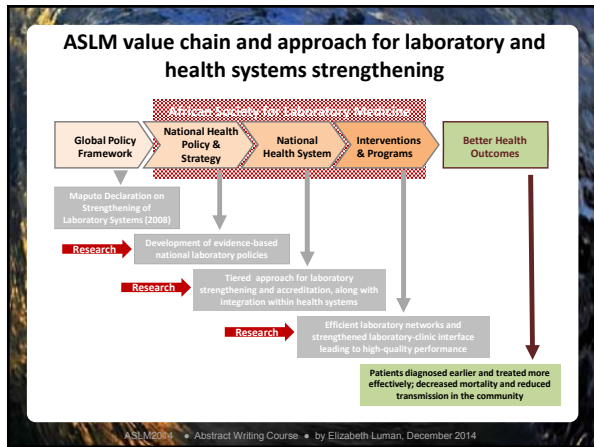 ASLM value chain and approach for laboratory and
health systems strengthening
African Society for Laboratory Medicine
Global Policy
Framework
National Health
Policy &
Strategy
National
Health System
Interventions
& Programs
Better Health
Outcomes
Maputo Declaration on
Strengthening of
Laboratory Systems (2008)
Research
Development of evidence-based
national laboratory policies
Research
Tiered approach for laboratory
strengthening and accreditation, along with
integration within health systems
Research
Efficient laboratory networks and
strengthened laboratory-clinic interface
leading to high-quality performance
Patients diagnosed earlier and treated more
effectively; decreased mortality and reduced
transmission in the community
ASLM2014 ● Abstract Writing Course ● by Elizabeth Luman, December 2014